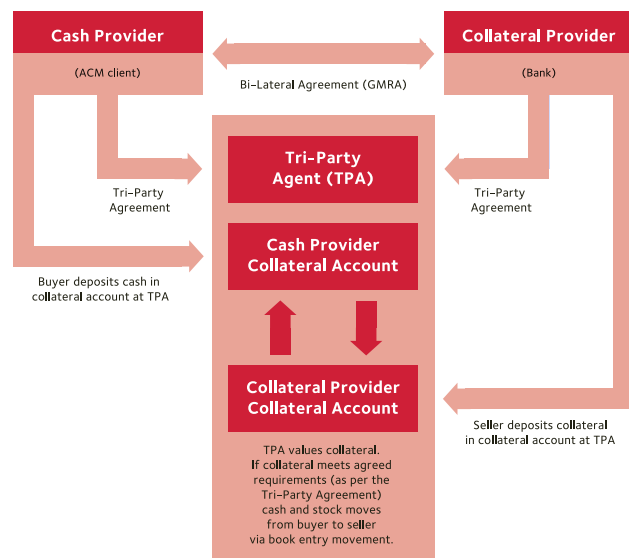 Cash Provider
(ACM client)
Collateral Provider
(Bank)
Bi-Lateral Agreement (GMRA)
Tri-Party
Agent (TPA)
Tri-Party
Agreement
Tri-Party
Agreement
Cash Provider
Collateral Account
Buyer deposits cash in
collateral account at TPA
Collateral Provider
Collateral Account
Seller deposits collateral
in collateral account at TPA
TPA values collateral.
If collateral meets agreed
requirements (as per the
Tri-Party Agreement)
cash and stock moves
from buyer to seller
via book entry movement.